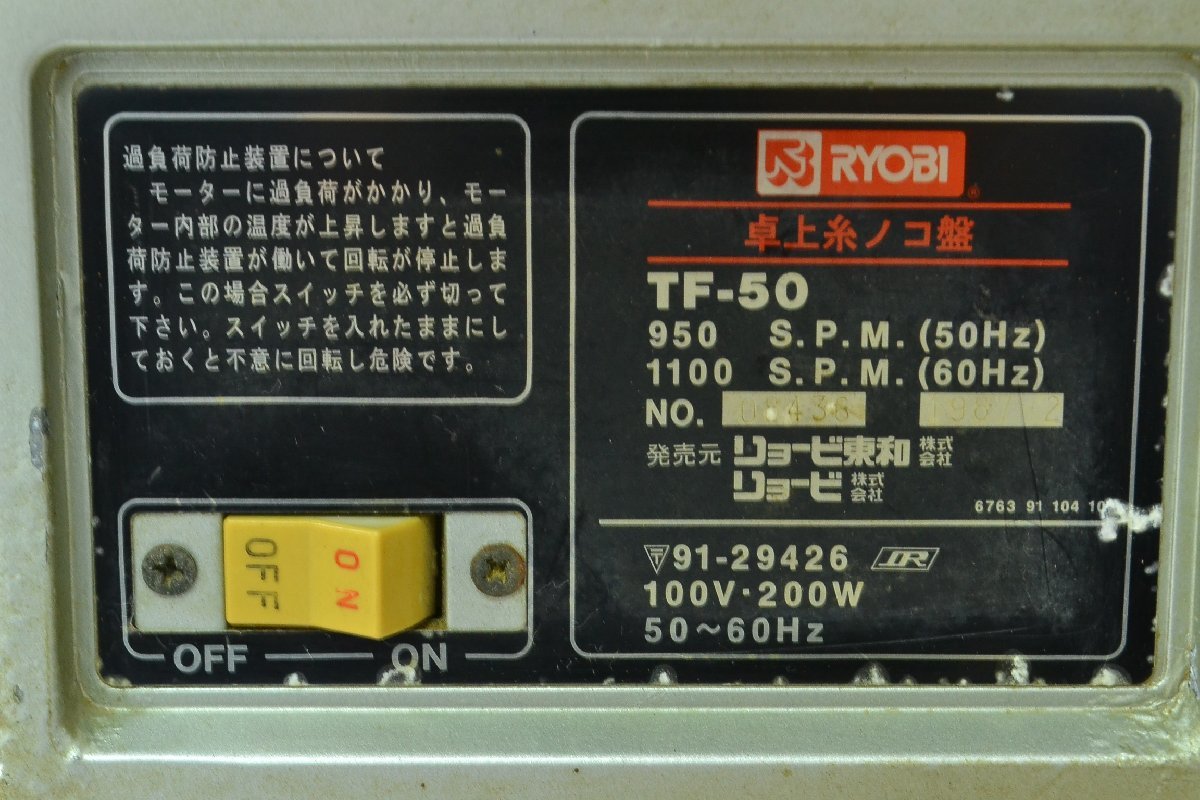 過負荷防止装置について
モーターに過負荷がかかり、モー
ター内部の温度が上昇しますと過負
荷防止装置が働いて回転が停止しま
す。この場合スイッチを必ず切って
下さい。スイッチを入れたままにし
ておくと不意に回転し危険です。
OFF ON
OFF ON
RYOBI
卓上糸ノコ盤
TF-50
950 S.P.M. (50Hz)
1100 S.P.M. (60Hz)
NO.
発売元 リョービ東和 株式会社
リョービ 株式会社
6763 91 104 10
〒91-29426 JR
100V·200W
50～60Hz